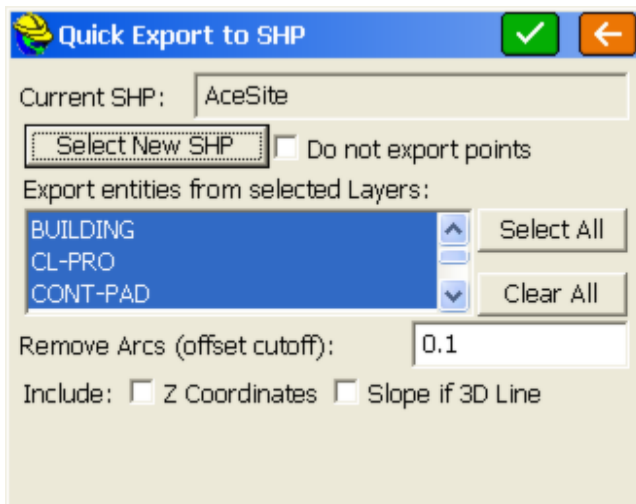 Quick Export to SHP
Current SHP: AceSite
Select New SHP Do not export points
Export entities from selected Layers:
BUILDING Select All
CL-PRO
CONT-PAD Clear All
Remove Arcs (offset cutoff): 0.1
Include: Z Coordinates Slope if 3D Line